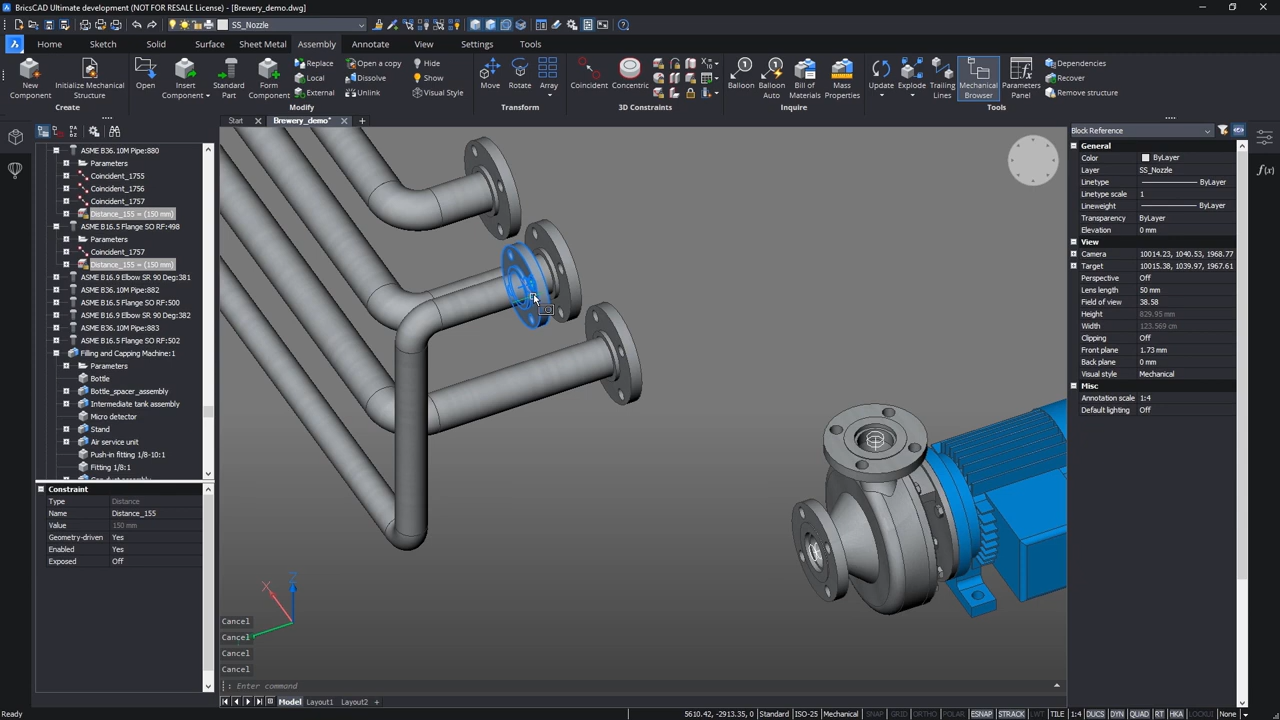 BricsCAD Ultimate development (NOT FOR RESALE License) - [Brewery_demo.dwg]
SS_Nozzle
Home Sketch Solid Surface Sheet Metal Assembly Annotate View Settings Tools
New Component
Initialize Mechanical Structure
Create
Open
Insert Component
Standard Part
Form Component
Replace
Local
External
Modify
Open a copy
Dissolve
Unlink
Hide
Show
Visual Style
Move
Rotate
Array
Transform
Coincident
Concentric
3D Constraints
Balloon
Balloon Auto
Bill of Materials
Mass Properties
Inquire
Update
Explode
Trailing Lines
Mechanical Browser
Parameters Panel
Dependencies
Recover
Remove structure
Tools
Start
Brewery_demo*
ASME B36.10M Pipe:880
Parameters
Coincident_1755
Coincident_1756
Coincident_1757
Distance_155 = (150 mm)
ASME B16.5 Flange SO RF:498
Parameters
Coincident_1757
Distance_155 = (150 mm)
ASME B16.9 Elbow SR 90 Deg:381
ASME B36.10M Pipe:882
ASME B16.5 Flange SO RF:500
ASME B16.9 Elbow SR 90 Deg:382
ASME B36.10M Pipe:883
ASME B16.5 Flange SO RF:502
Filling and Capping Machine:1
Parameters
Bottle
Bottle_spacer_assembly
Intermediate tank assembly
Micro detector
Stand
Air service unit
Push-in fitting 1/8-10:1
Fitting 1/8:1
Constraint
Type Distance
Name Distance_155
Value 150 mm
Geometry-driven Yes
Enabled Yes
Exposed Off
X
Z
Cancel
Cancel
Cancel
Cancel
: Enter command
Model Layout1 Layout2 +
Block Reference
General
Color ByLayer
Layer SS_Nozzle
Linetype ByLayer
Linetype scale 1
Lineweight ByLayer
Transparency ByLayer
Elevation 0 mm
View
Camera 10014.23, 1040.53, 1968.77
Target 10015.38, 1039.97, 1967.61
Perspective Off
Lens length 50 mm
Field of view 38.58
Height 829.95 mm
Width 123.569 cm
Clipping Off
Front plane 1.73 mm
Back plane 0 mm
Visual style Mechanical
Misc
Annotation scale 1:4
Default lighting Off
f(x)
Ready
5610.42, -2913.35, 0 Standard ISO-25 Mechanical SNAP GRID ORTHO POLAR ESNAP STRACK LWT TILE 1:4 DUCS DYN QUAD RT HKA LOCKUI None